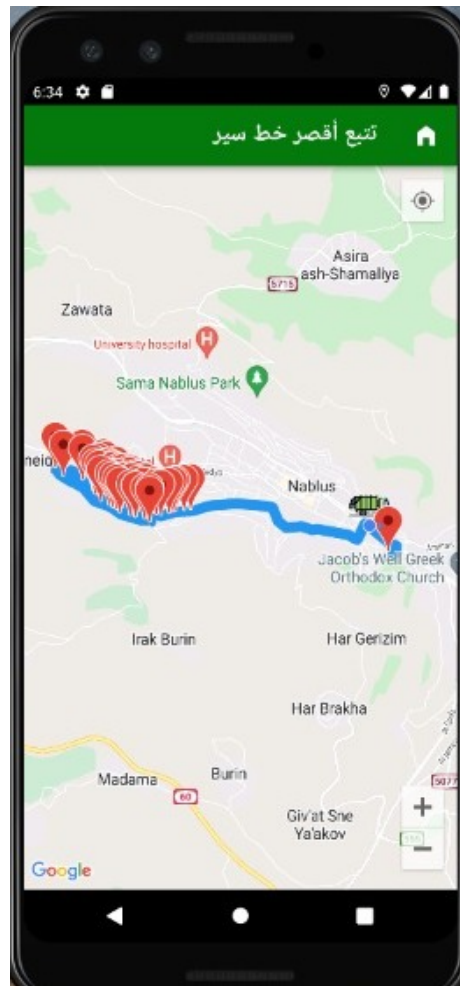 6:34
تتبع أقصر خط سير
Asira
ash-Shamaliya
5715
Zawata
University hospital
H
Sama Nablus Park
H
Nablus
Jacob's Well Greek
Orthodox Church
Irak Burin
Har Gerizim
Har Brakha
Burin
Madama
60
5077
Giv'at Sne
Ya'akov
+
−
Google